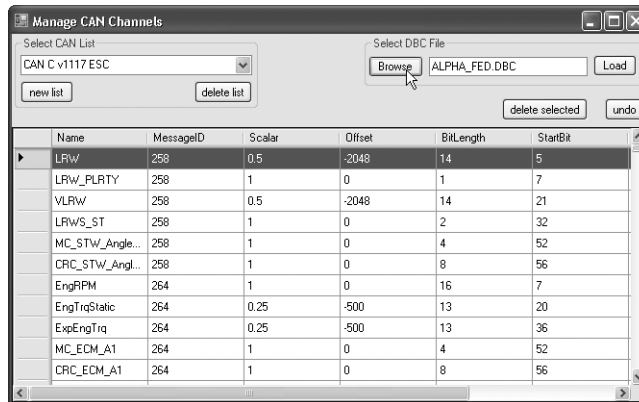 Manage CAN Channels
Select CAN List
Select DBC File
CAN C v1117 ESC
Browse ALPHA_FED.DBC Load
new list delete list
delete selected undo
Name MessageID Scalar Offset BitLength StartBit
LRW 258 0.5 -2048 14 5
LRW_PLRTY 258 1 0 1 7
VLRW 258 0.5 -2048 14 21
LRWS_ST 258 1 0 2 32
MC_STW_Angle... 258 1 0 4 52
CRC_STW_Angl... 258 1 0 8 56
EngRPM 264 1 0 16 7
EngTrqStatic 264 0.25 -500 13 20
ExpEngTrq 264 0.25 -500 13 36
MC_ECM_A1 264 1 0 4 52
CRC_ECM_A1 264 1 0 8 56